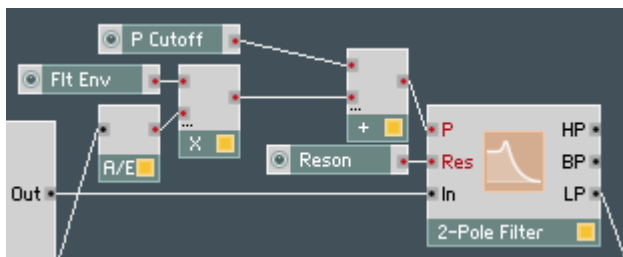 P Cutoff
Flt Env
...
X
A/E
...
+
Reson
P
Res
In
HP
BP
LP
2-Pole Filter
Out